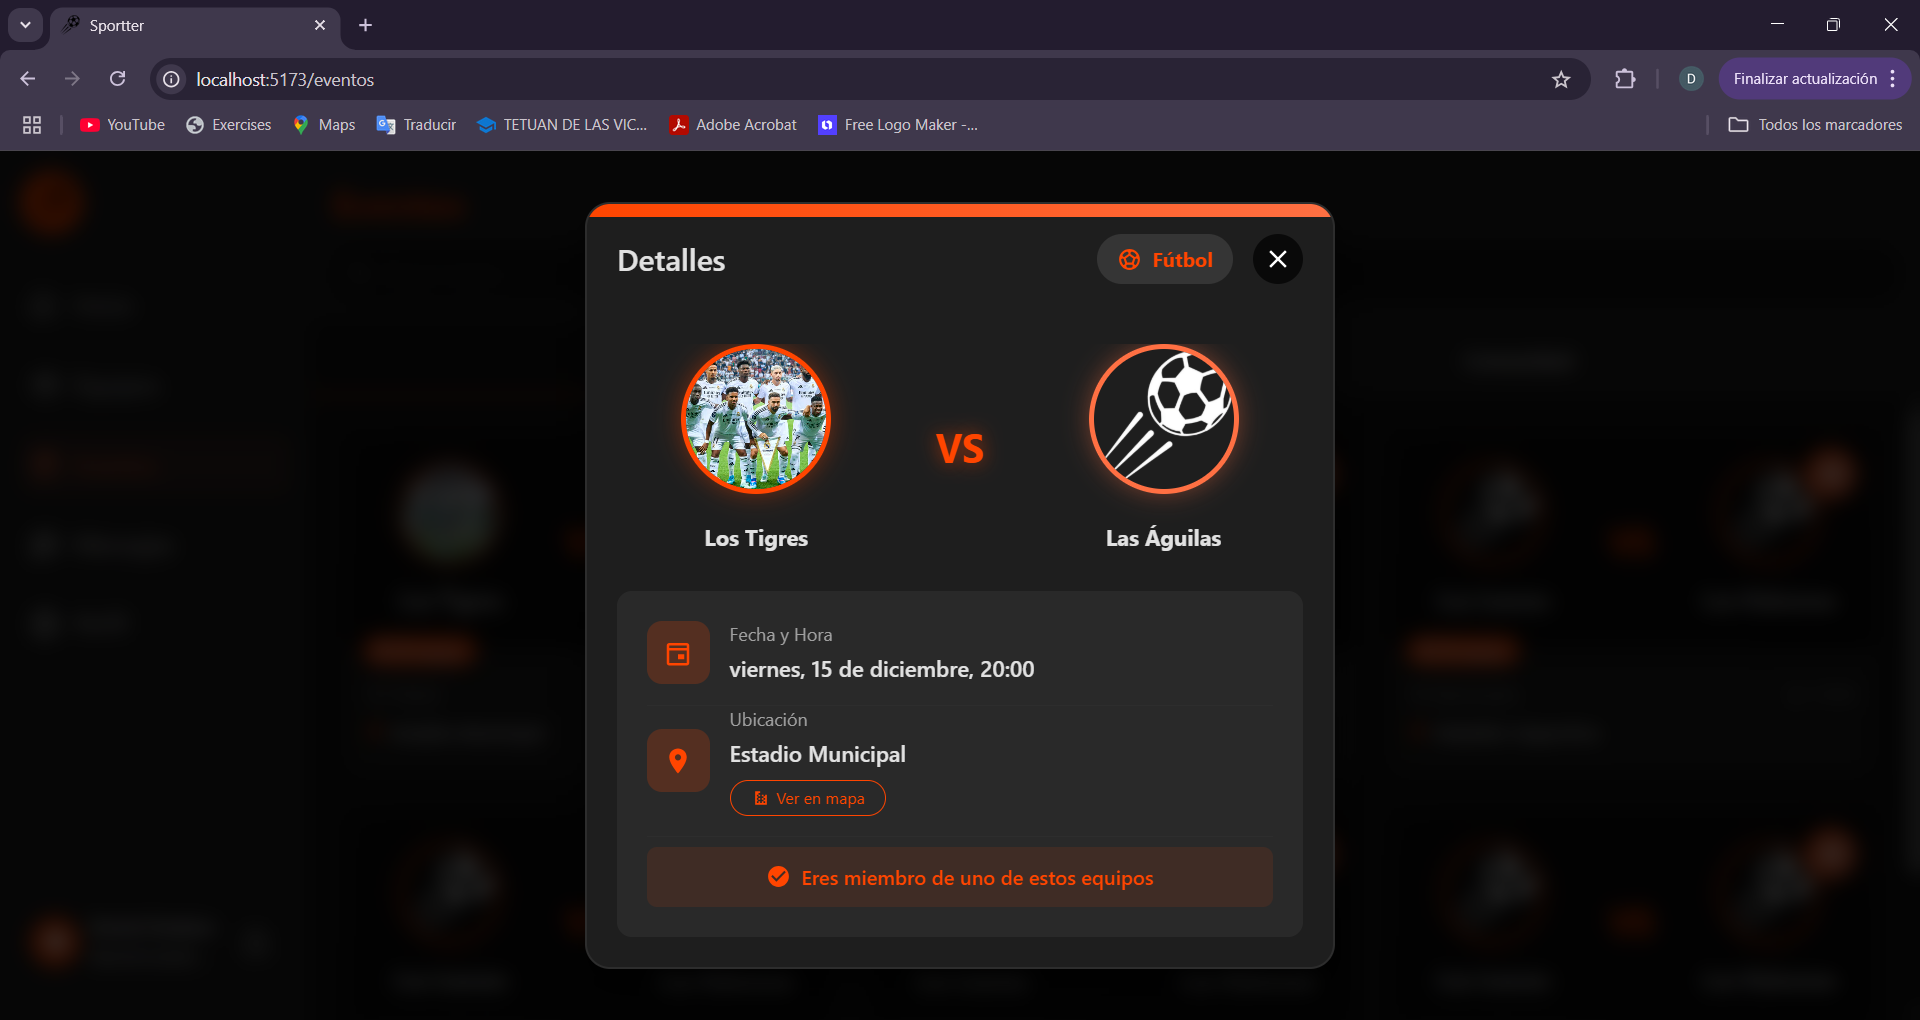 Sportter
localhost:5173/eventos
D
Finalizar actualización
YouTube
Exercises
Maps
Traducir
TETUAN DE LAS VIC...
Adobe Acrobat
Free Logo Maker -...
Todos los marcadores
Detalles
Fútbol
VS
Los Tigres
Las Águilas
Fecha y Hora
viernes, 15 de diciembre, 20:00
Ubicación
Estadio Municipal
Ver en mapa
Eres miembro de uno de estos equipos